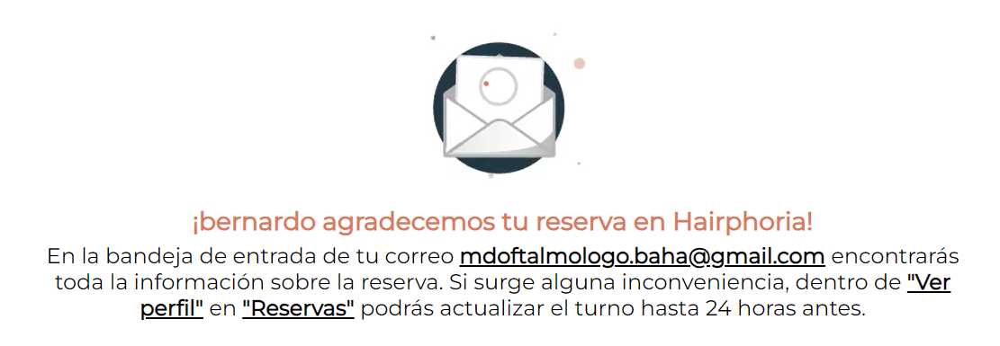 ¡bernardo agradecemos tu reserva en Hairphoria!
En la bandeja de entrada de tu correo mdoftalmologo.baha@gmail.com encontrarás
toda la información sobre la reserva. Si surge alguna inconveniencia, dentro de "Ver
perfil" en "Reservas" podrás actualizar el turno hasta 24 horas antes.